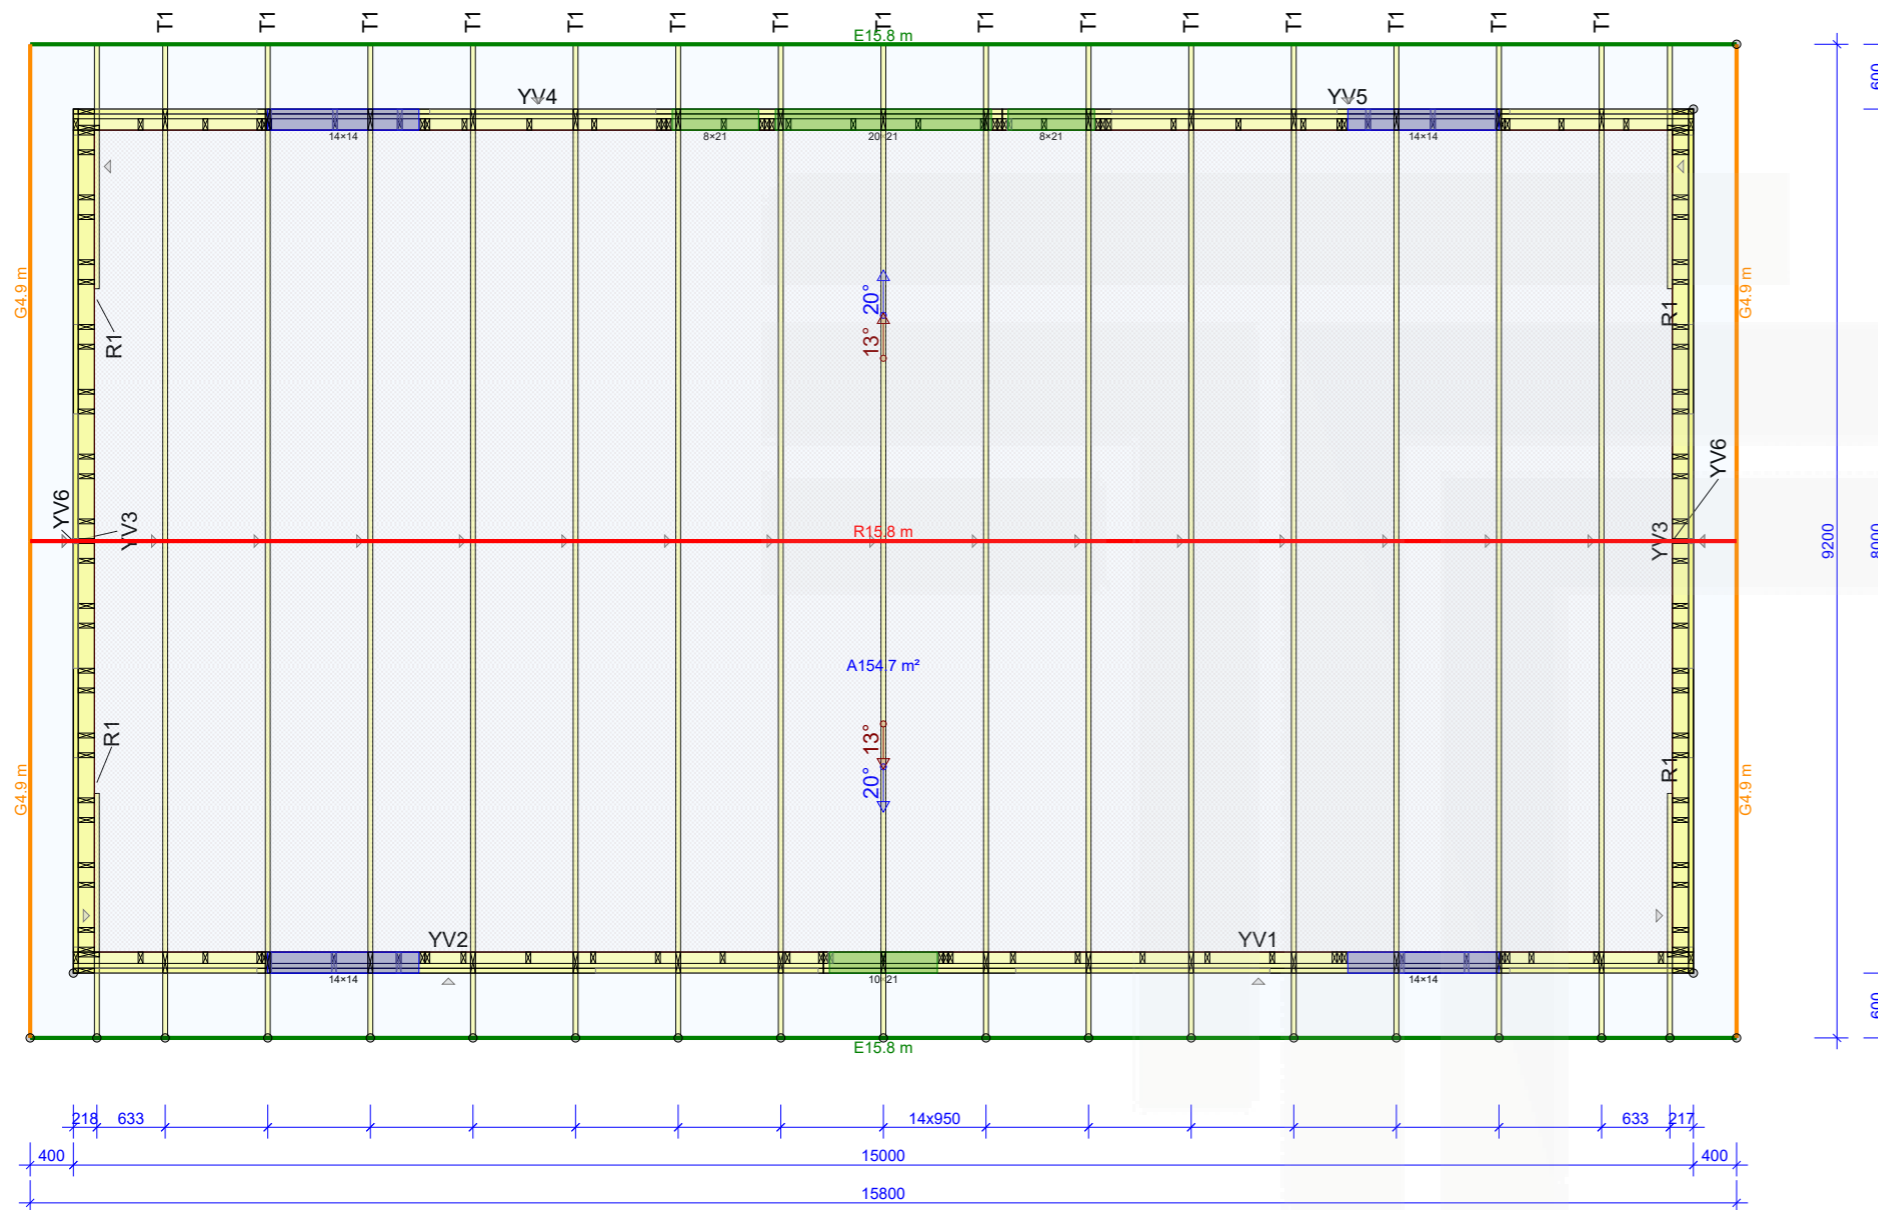 T1 T1 T1 T1 T1 T1 T1 T1 T1 T1 T1 T1 T1 T1 T1
E15.8 m
600
YV4 YV5
14×14 8×21 20×21 8×21 14×14
G4.9 m G4.9 m
20°
13°
R1 R1
YV6 YV3 YV3 YV6
R15.8 m
9200 8000
A154.7 m²
R1 R1
13°
20°
G4.9 m G4.9 m
YV2 YV1
14×14 10×21 14×14
600
E15.8 m
218 633 14x950 633 217
400 15000 400
15800